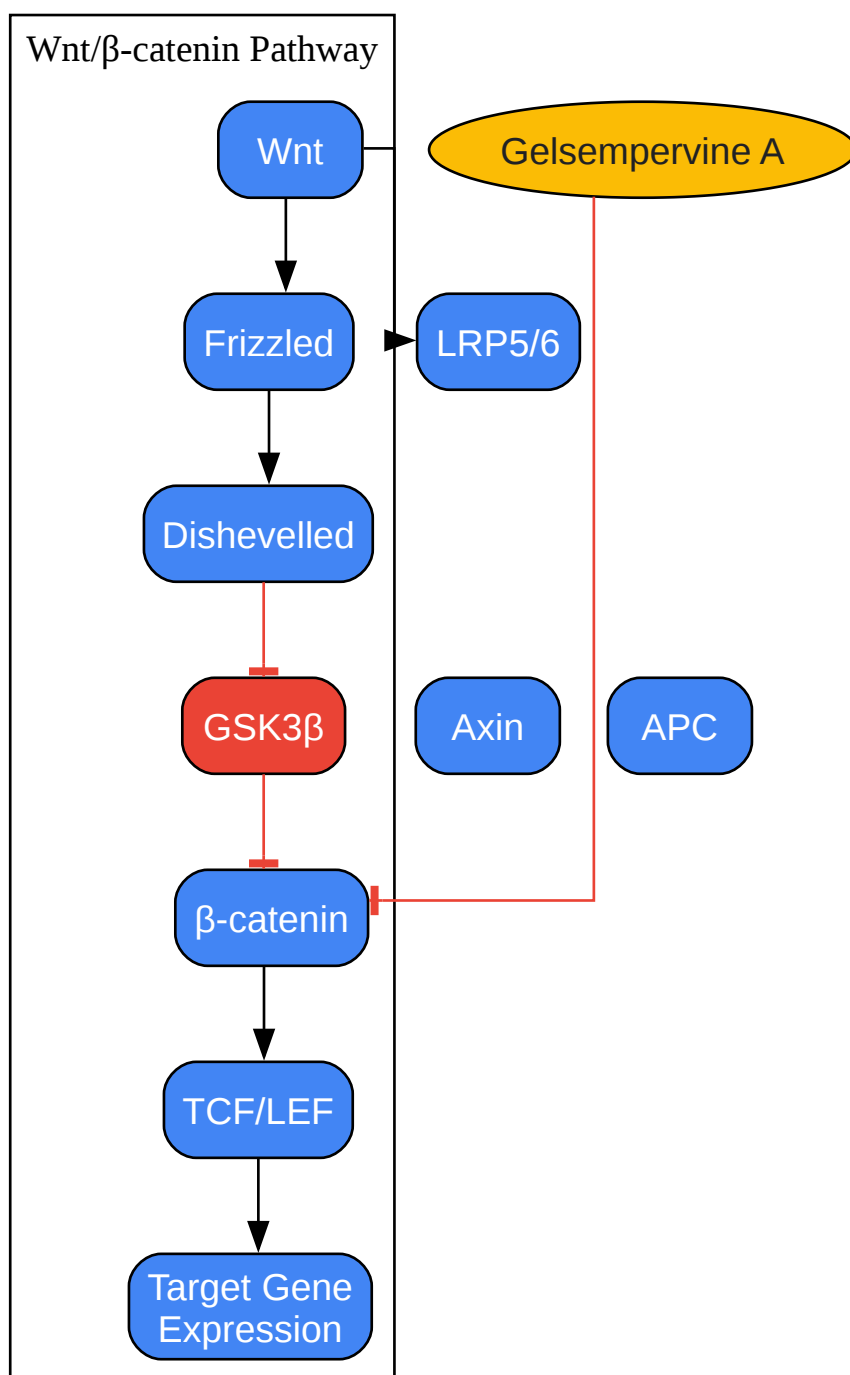 Wnt/β-catenin Pathway
Wnt
Gelsempervine A
Frizzled
LRP5/6
Dishevelled
GSK3β
Axin
APC
β-catenin
TCF/LEF
Target Gene
Expression